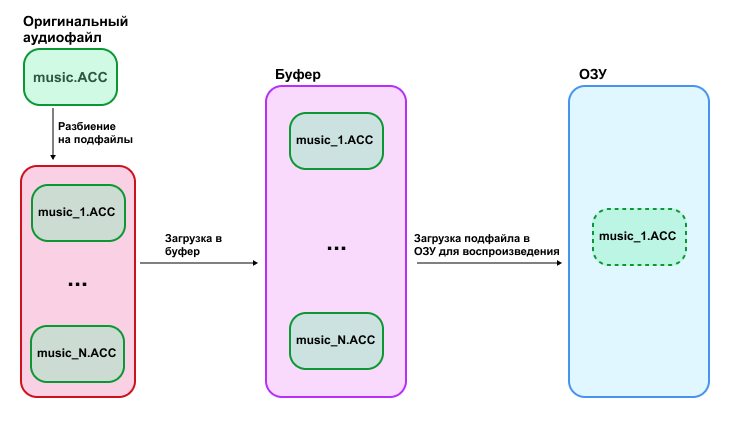 Оригинальный
аудиофайл
music.ACC
Разбиение
на подфайлы
music_1.ACC
...
music_N.ACC
Загрузка в
буфер
Буфер
music_1.ACC
...
music_N.ACC
Загрузка подфайла в
ОЗУ для воспроизведения
ОЗУ
music_1.ACC